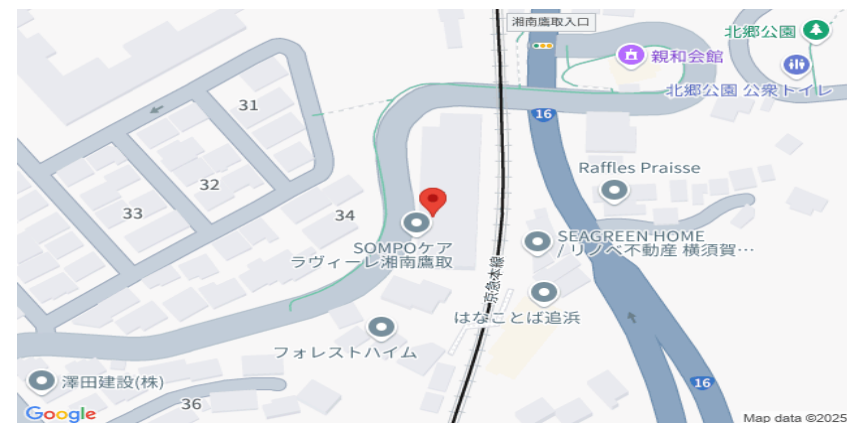 湘南鷹取入口
北郷公園
親和会館
北郷公園 公衆トイレ
31
16
Raffles Praisse
32
33
34
SOMPOケア
ラヴィーレ湘南鷹取
SEAGREEN HOME
/ リノベ不動産 横須賀…
京急本線
はなことば追浜
フォレストハイム
澤田建設(株)
36
16
Google
Map data ©2025